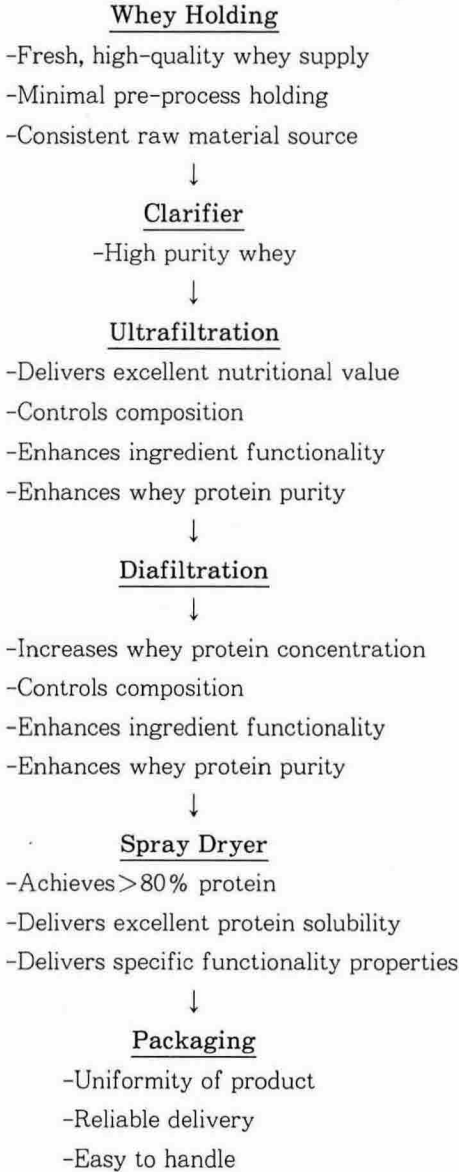 Whey Holding
-Fresh, high-quality whey supply
-Minimal pre-process holding
-Consistent raw material source
↓
Clarifier
-High purity whey
↓
Ultrafiltration
-Delivers excellent nutritional value
-Controls composition
-Enhances ingredient functionality
-Enhances whey protein purity
↓
Diafiltration
↓
-Increases whey protein concentration
-Controls composition
-Enhances ingredient functionality
-Enhances whey protein purity
↓
Spray Dryer
-Achieves>80% protein
-Delivers excellent protein solubility
-Delivers specific functionality properties
↓
Packaging
-Uniformity of product
-Reliable delivery
-Easy to handle